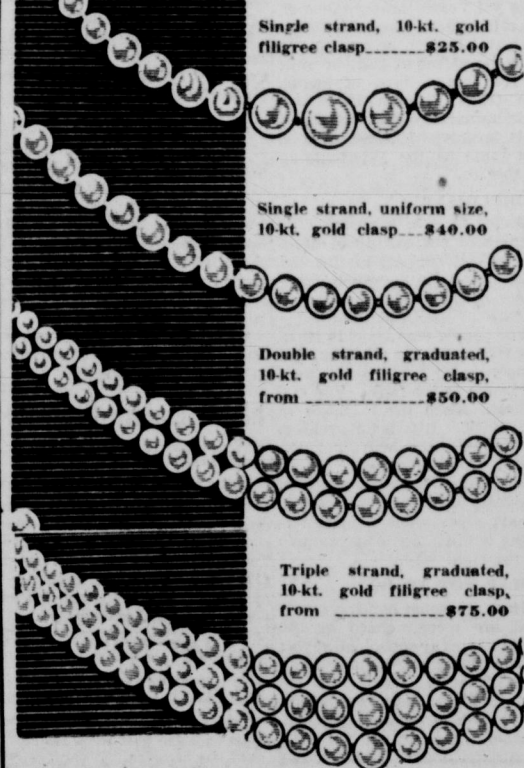 Single strand, 10-kt. gold
filigree clasp_______$25.00
Single strand, uniform size,
10-kt. gold clasp___$40.00
Double strand, graduated,
10-kt. gold filigree clasp,
from ______________$50.00
Triple strand, graduated,
10-kt. gold filigree clasp,
from _____________$75.00